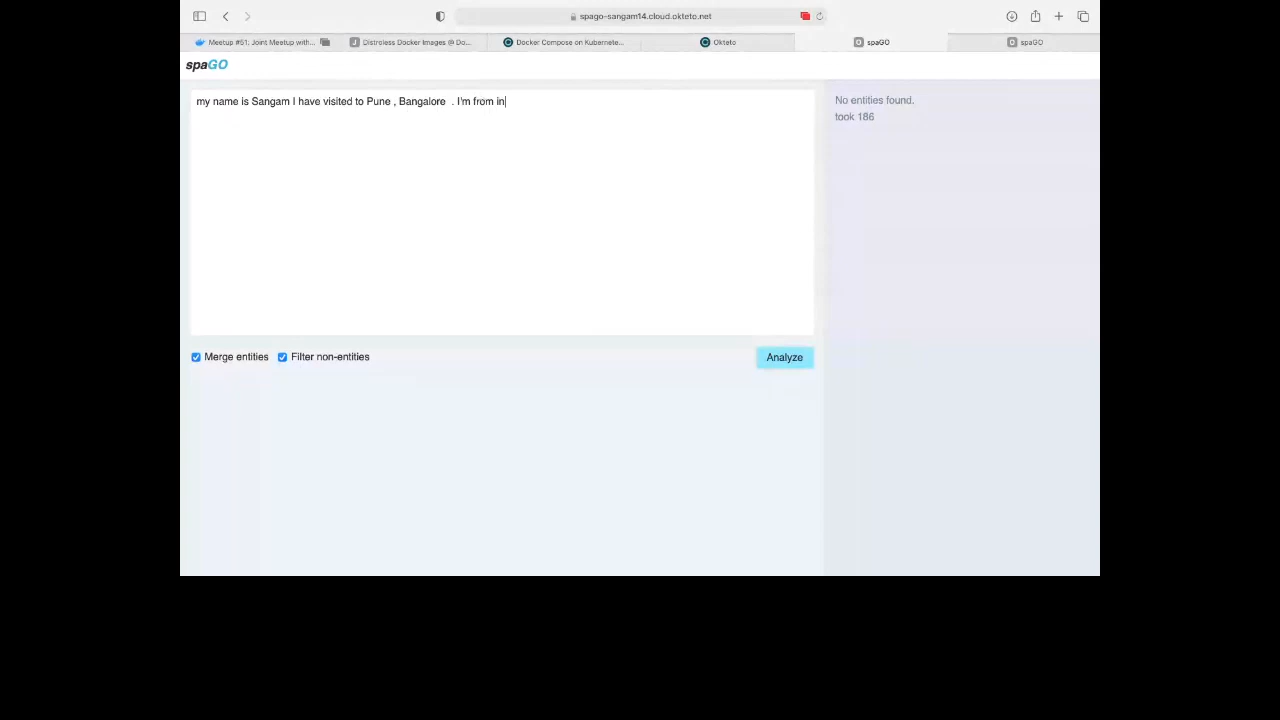 spago-sangam14.cloud.okteto.net
Meetup #51: Joint Meetup with...
Distroless Docker Images @ Do...
Docker Compose on Kubernete...
Okteto
spaGO
spaGO
spaGO
my name is Sangam I have visited to Pune , Bangalore  . I'm from in
No entities found.
took 186
Merge entities
Filter non-entities
Analyze